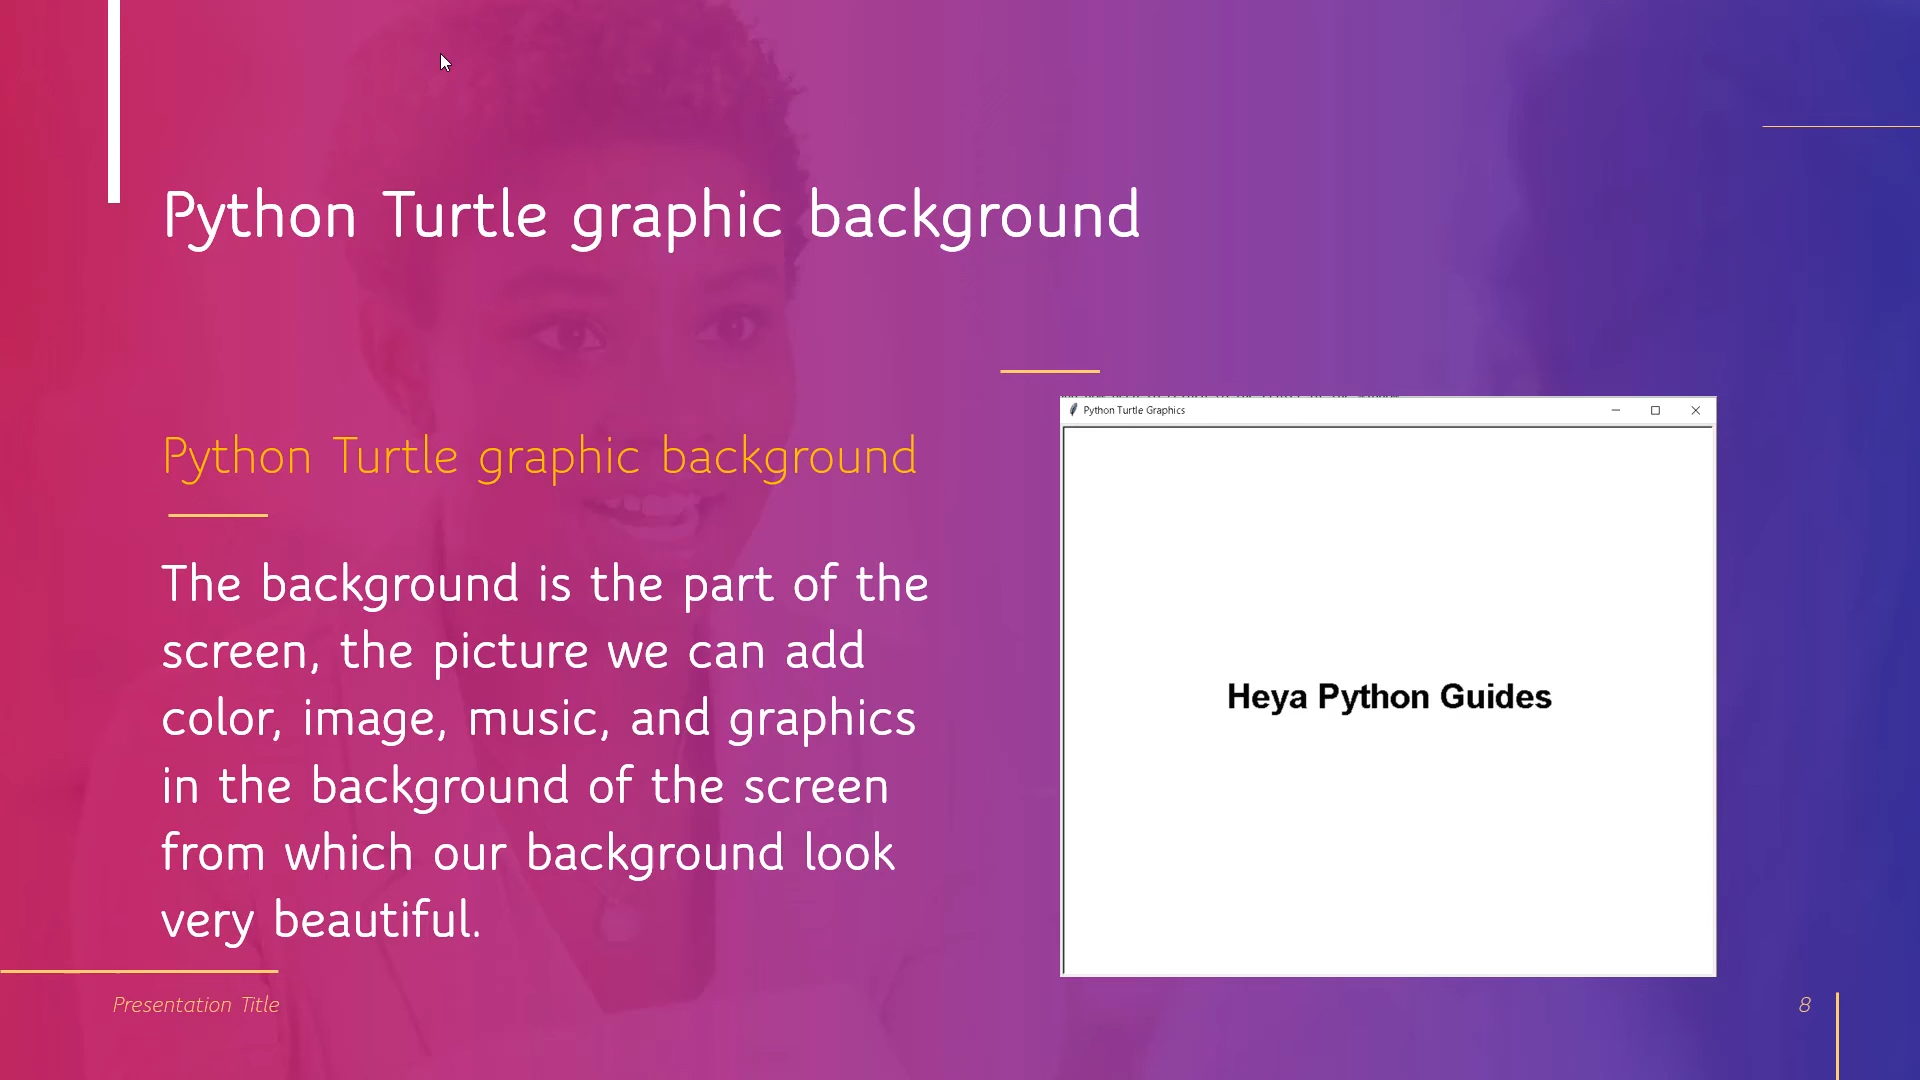 Python Turtle graphic background
Python Turtle graphic background
The background is the part of the
screen, the picture we can add
color, image, music, and graphics
in the background of the screen
from which our background look
very beautiful.
Python Turtle Graphics
Heya Python Guides
Presentation Title
8